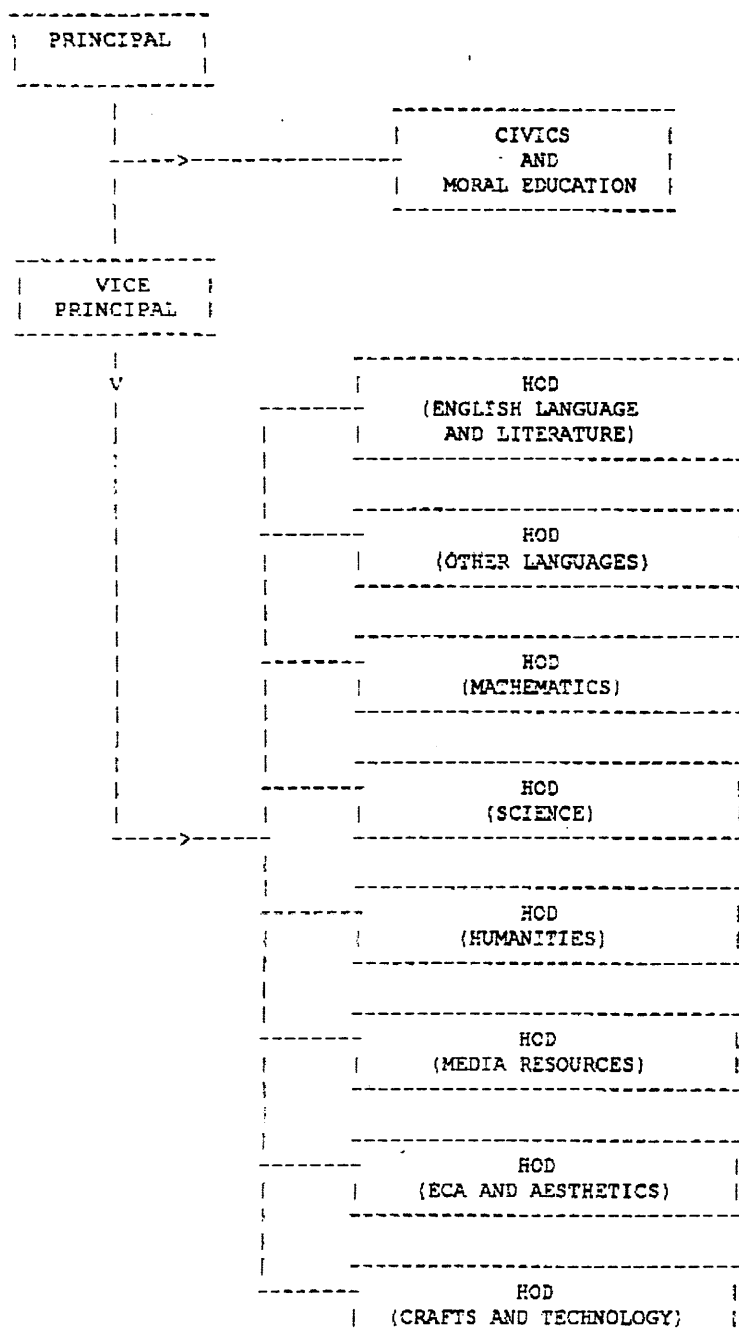 PRINCIPAL
CIVICS
AND
MORAL EDUCATION
VICE
PRINCIPAL
HOD
(ENGLISH LANGUAGE
AND LITERATURE)
HOD
(OTHER LANGUAGES)
HOD
(MATHEMATICS)
HOD
(SCIENCE)
HOD
(HUMANITIES)
HOD
(MEDIA RESOURCES)
HOD
(ECA AND AESTHETICS)
HOD
(CRAFTS AND TECHNOLOGY)